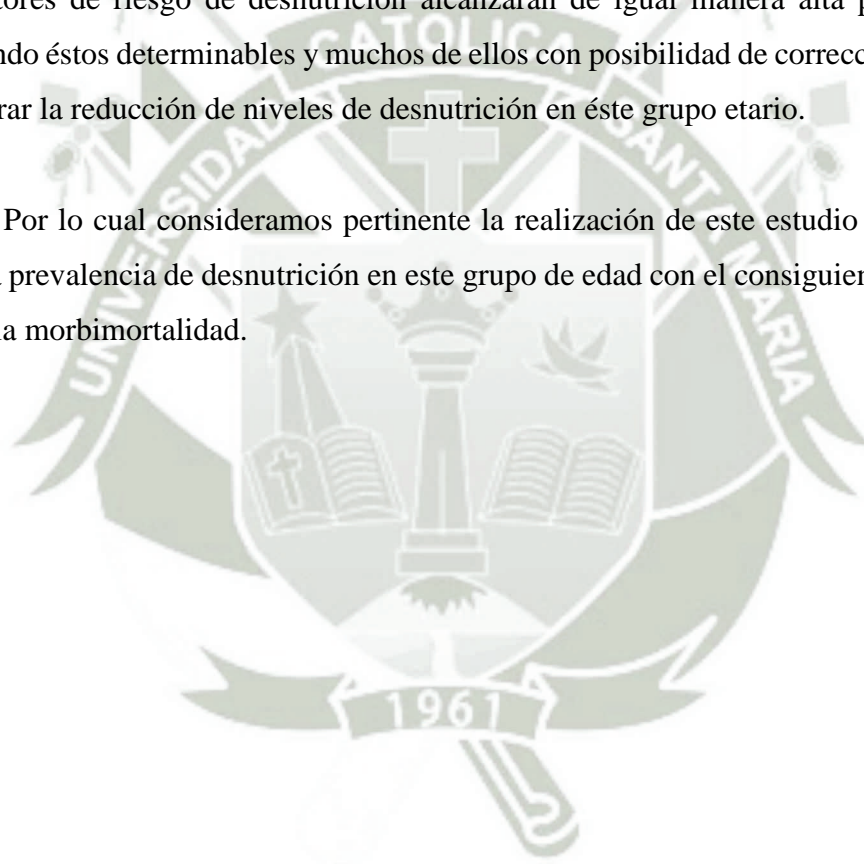 tores de riesgo de desnutrición alcanzarán de igual manera alta p
ndo éstos determinables y muchos de ellos con posibilidad de correcc
rar la reducción de niveles de desnutrición en éste grupo etario.
Por lo cual consideramos pertinente la realización de este estudio
a prevalencia de desnutrición en este grupo de edad con el consiguien
la morbimortalidad.
UNIVERSIDAD CATOLICA SANTA MARIA
1961